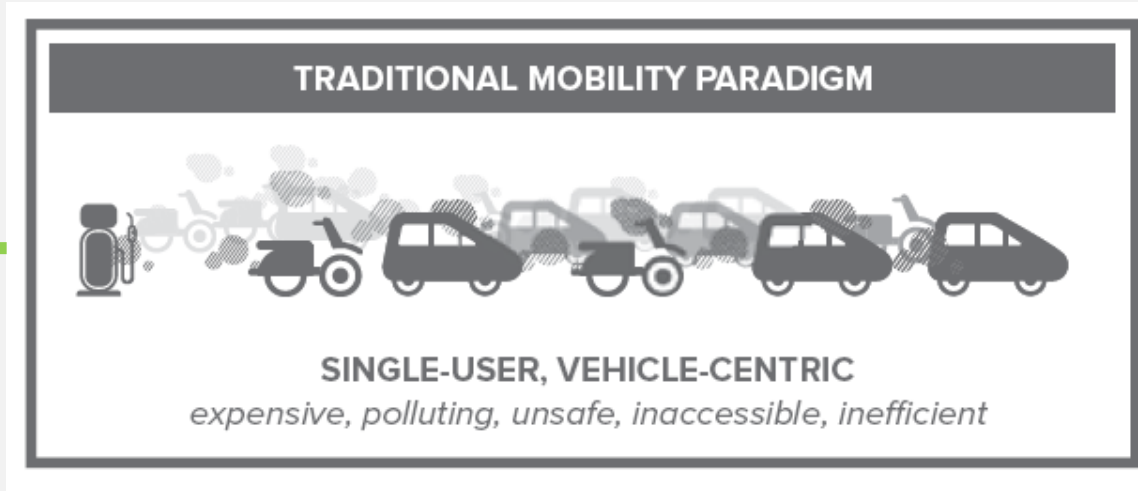 TRADITIONAL MOBILITY PARADIGM
SINGLE-USER, VEHICLE-CENTRIC
expensive, polluting, unsafe, inaccessible, inefficient